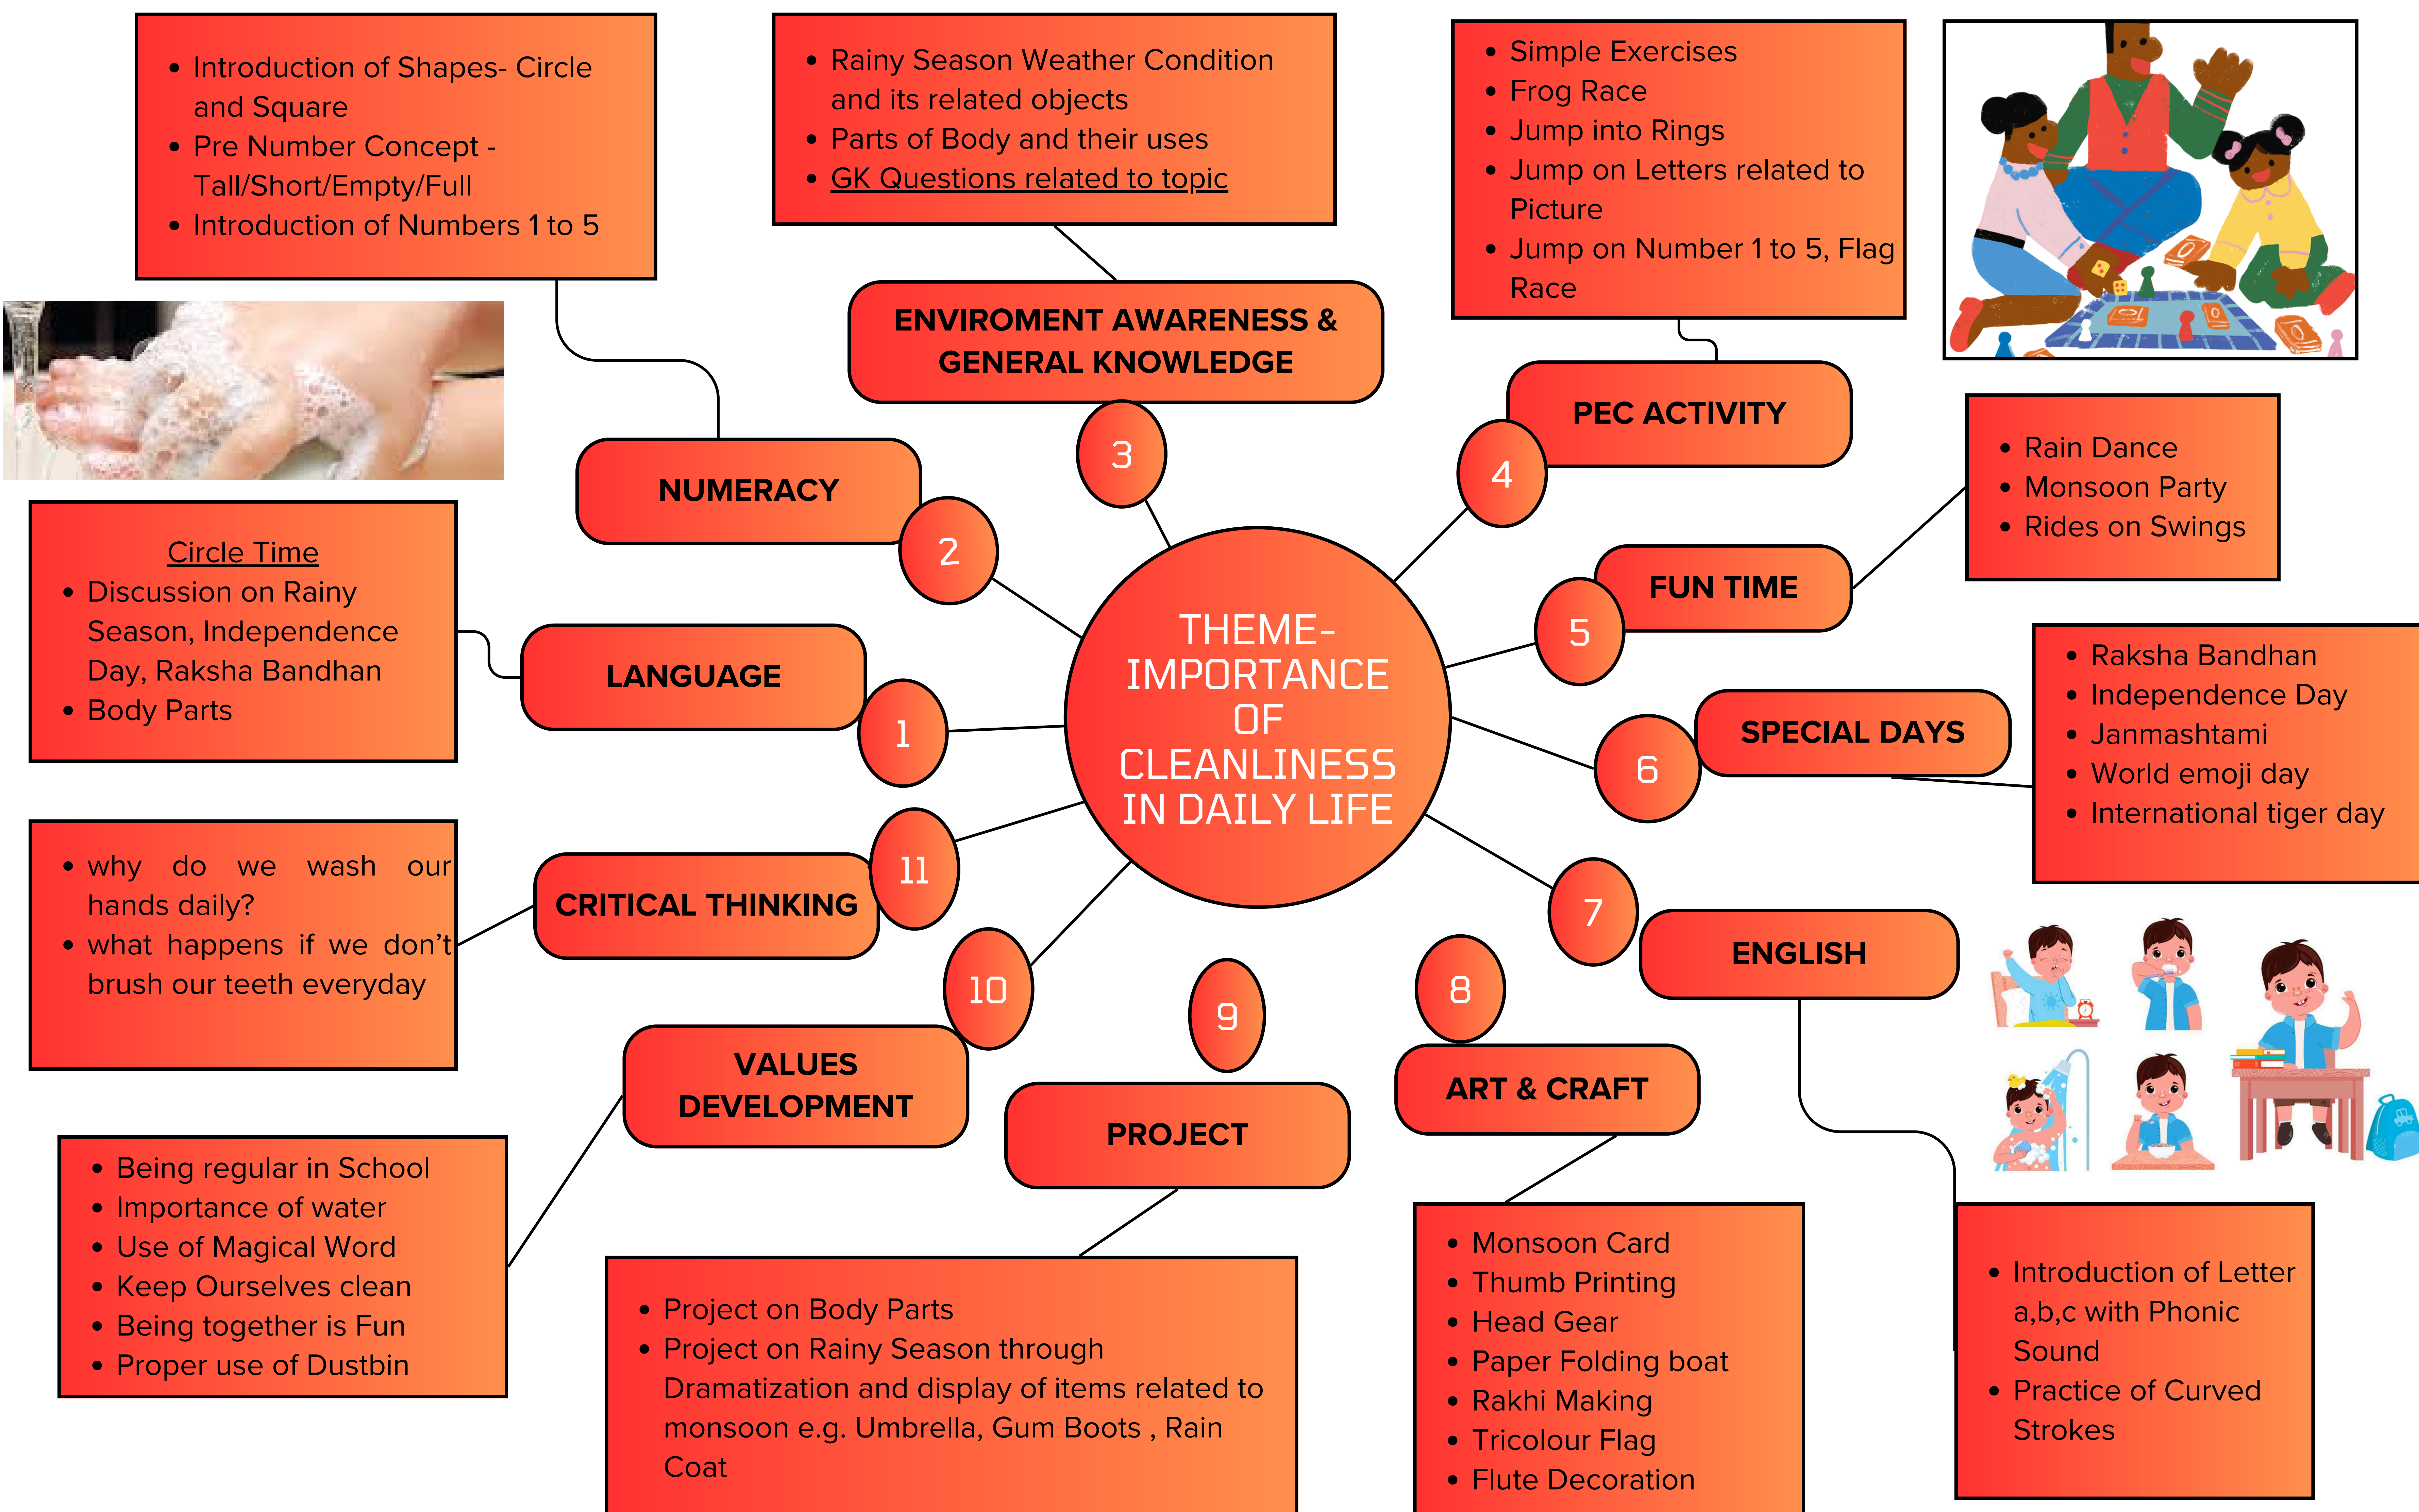 • Introduction of Shapes- Circle
and Square
• Pre Number Concept -
Tall/Short/Empty/Full
• Introduction of Numbers 1 to 5
• Rainy Season Weather Condition
and its related objects
• Parts of Body and their uses
• GK Questions related to topic
• Simple Exercises
• Frog Race
• Jump into Rings
• Jump on Letters related to
Picture
• Jump on Number 1 to 5, Flag
Race
ENVIROMENT AWARENESS &
GENERAL KNOWLEDGE
3
PEC ACTIVITY
4
NUMERACY
2
• Rain Dance
• Monsoon Party
• Rides on Swings
FUN TIME
5
Circle Time
• Discussion on Rainy
Season, Independence
Day, Raksha Bandhan
• Body Parts
LANGUAGE
1
THEME-
IMPORTANCE
OF
CLEANLINESS
IN DAILY LIFE
SPECIAL DAYS
6
• Raksha Bandhan
• Independence Day
• Janmashtami
• World emoji day
• International tiger day
• why do we wash our
hands daily?
• what happens if we don't
brush our teeth everyday
CRITICAL THINKING
11
7
ENGLISH
10
VALUES
DEVELOPMENT
9
PROJECT
8
ART & CRAFT
• Being regular in School
• Importance of water
• Use of Magical Word
• Keep Ourselves clean
• Being together is Fun
• Proper use of Dustbin
• Project on Body Parts
• Project on Rainy Season through
Dramatization and display of items related to
monsoon e.g. Umbrella, Gum Boots , Rain
Coat
• Monsoon Card
• Thumb Printing
• Head Gear
• Paper Folding boat
• Rakhi Making
• Tricolour Flag
• Flute Decoration
• Introduction of Letter
a,b,c with Phonic
Sound
• Practice of Curved
Strokes